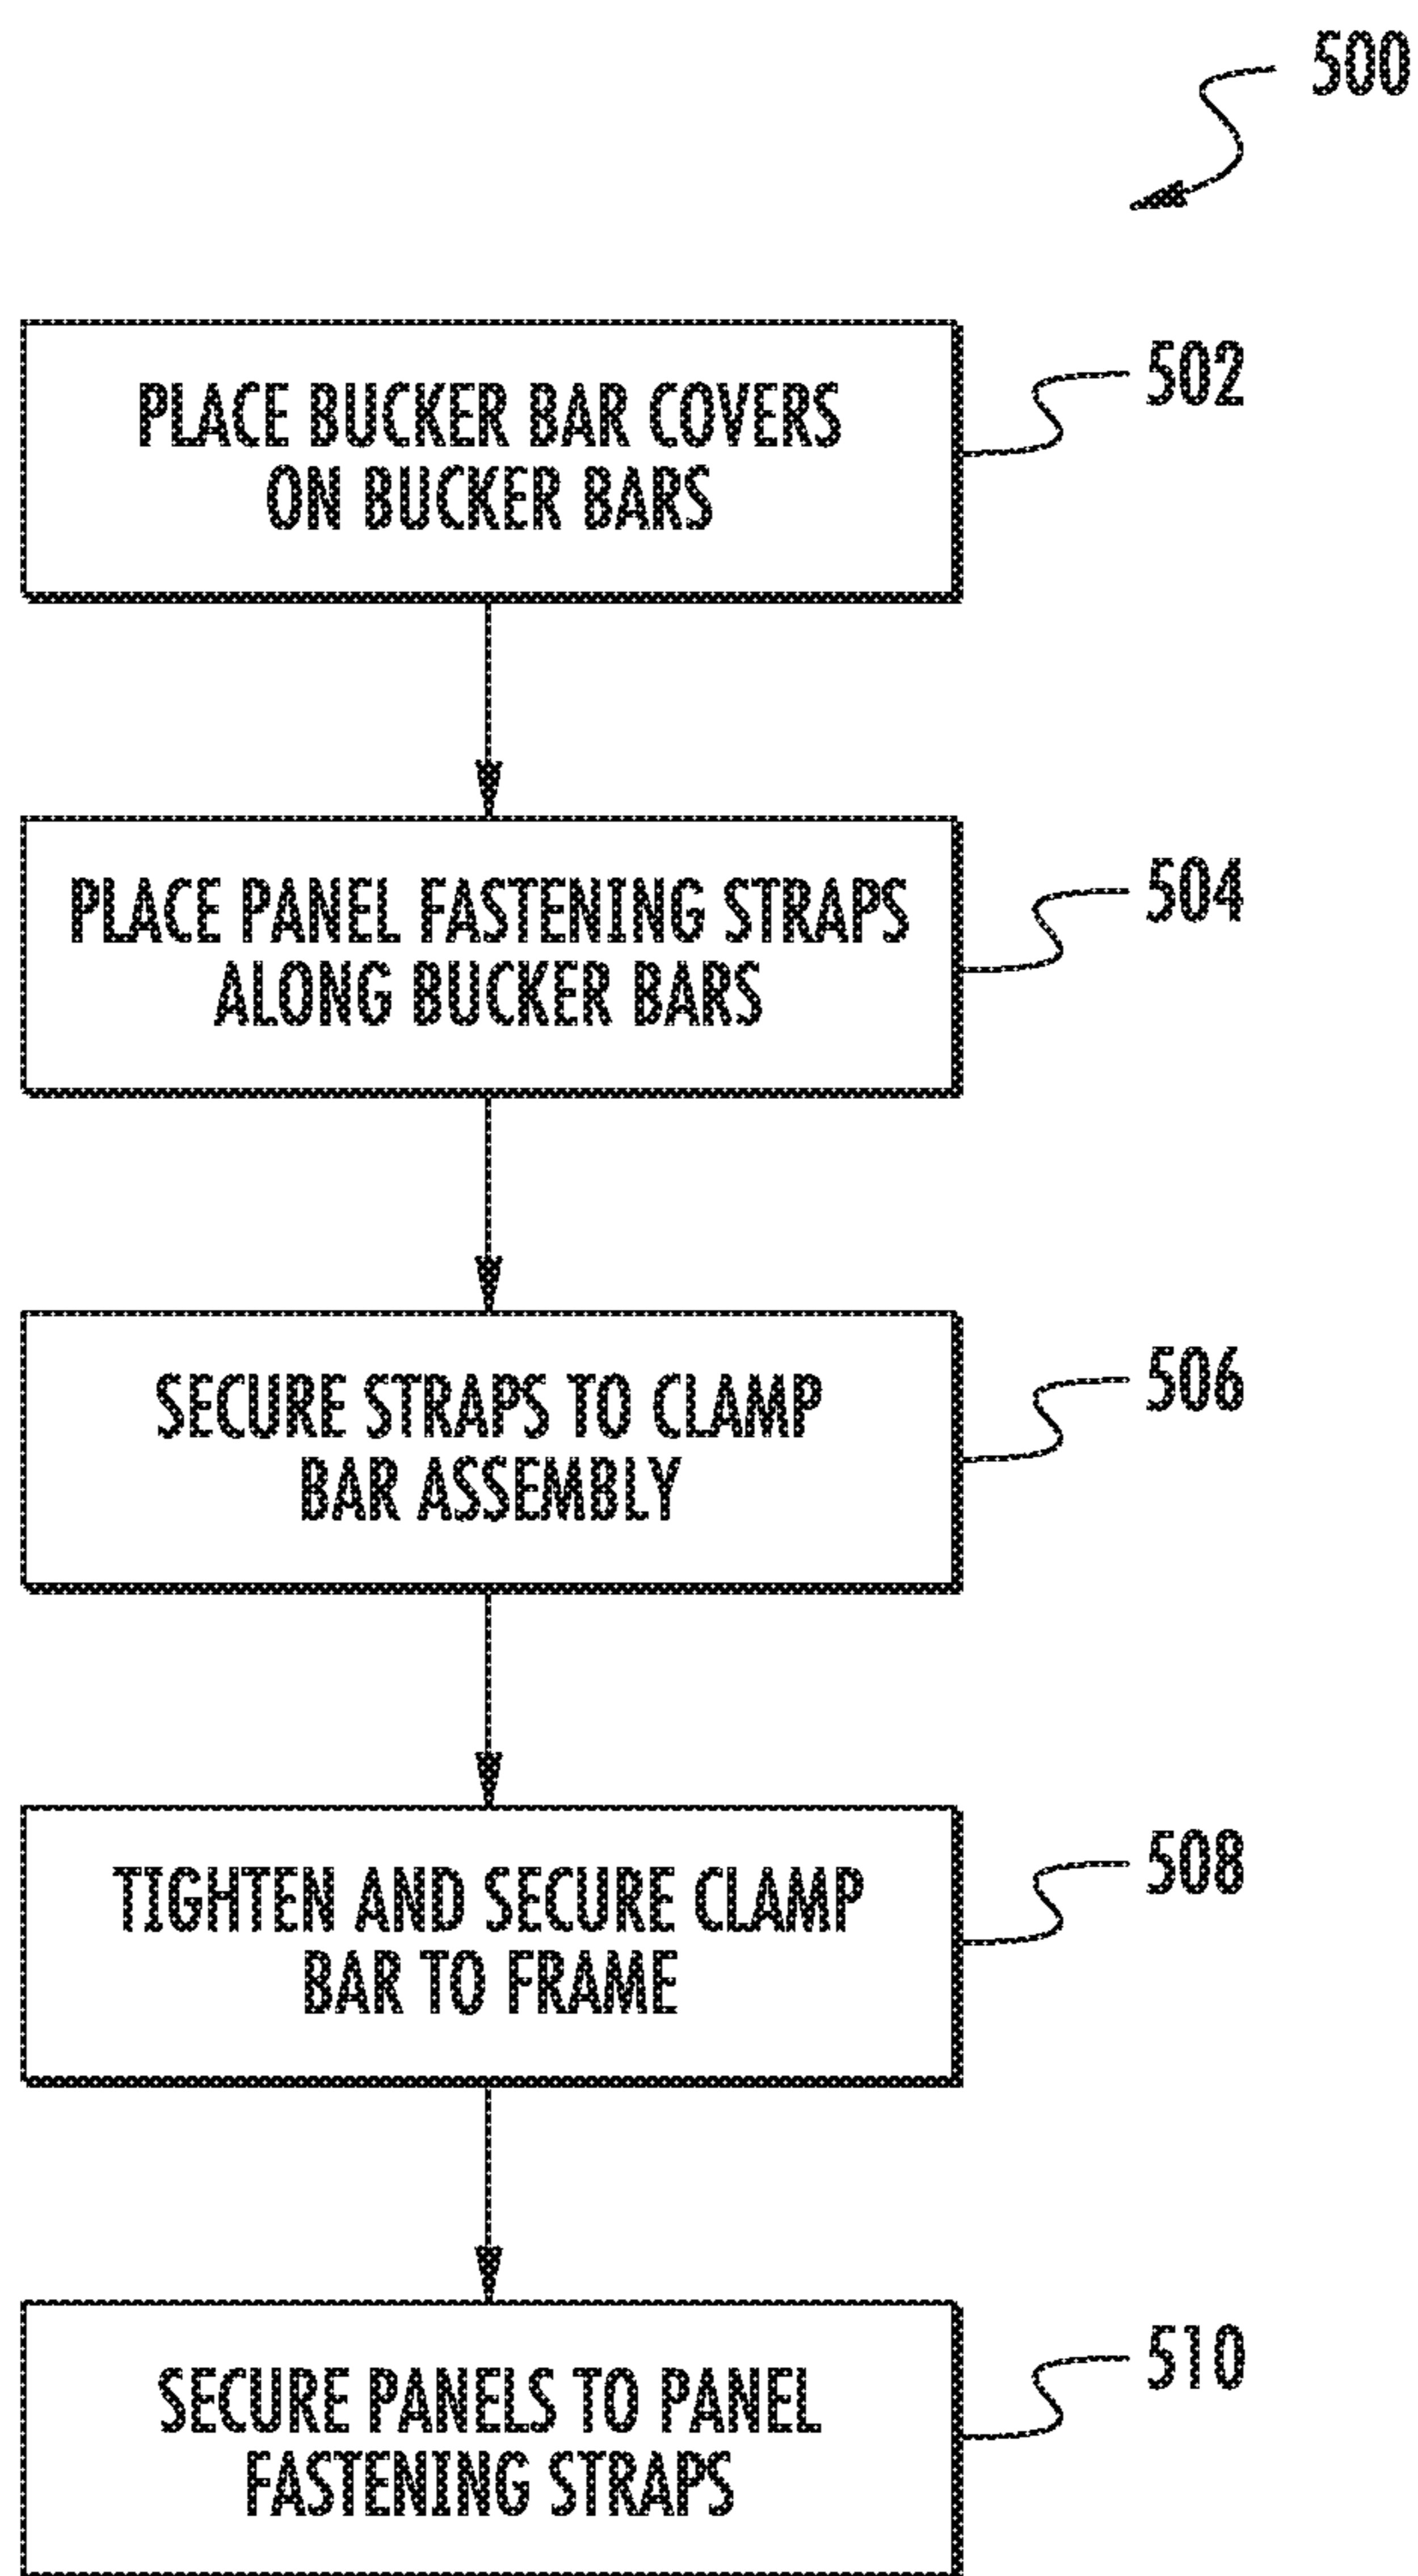 500
PLACE BUCKER BAR COVERS
ON BUCKER BARS
502
PLACE PANEL FASTENING STRAPS
ALONG BUCKER BARS
504
SECURE STRAPS TO CLAMP
BAR ASSEMBLY
506
TIGHTEN AND SECURE CLAMP
BAR TO FRAME
508
SECURE PANELS TO PANEL
FASTENING STRAPS
510